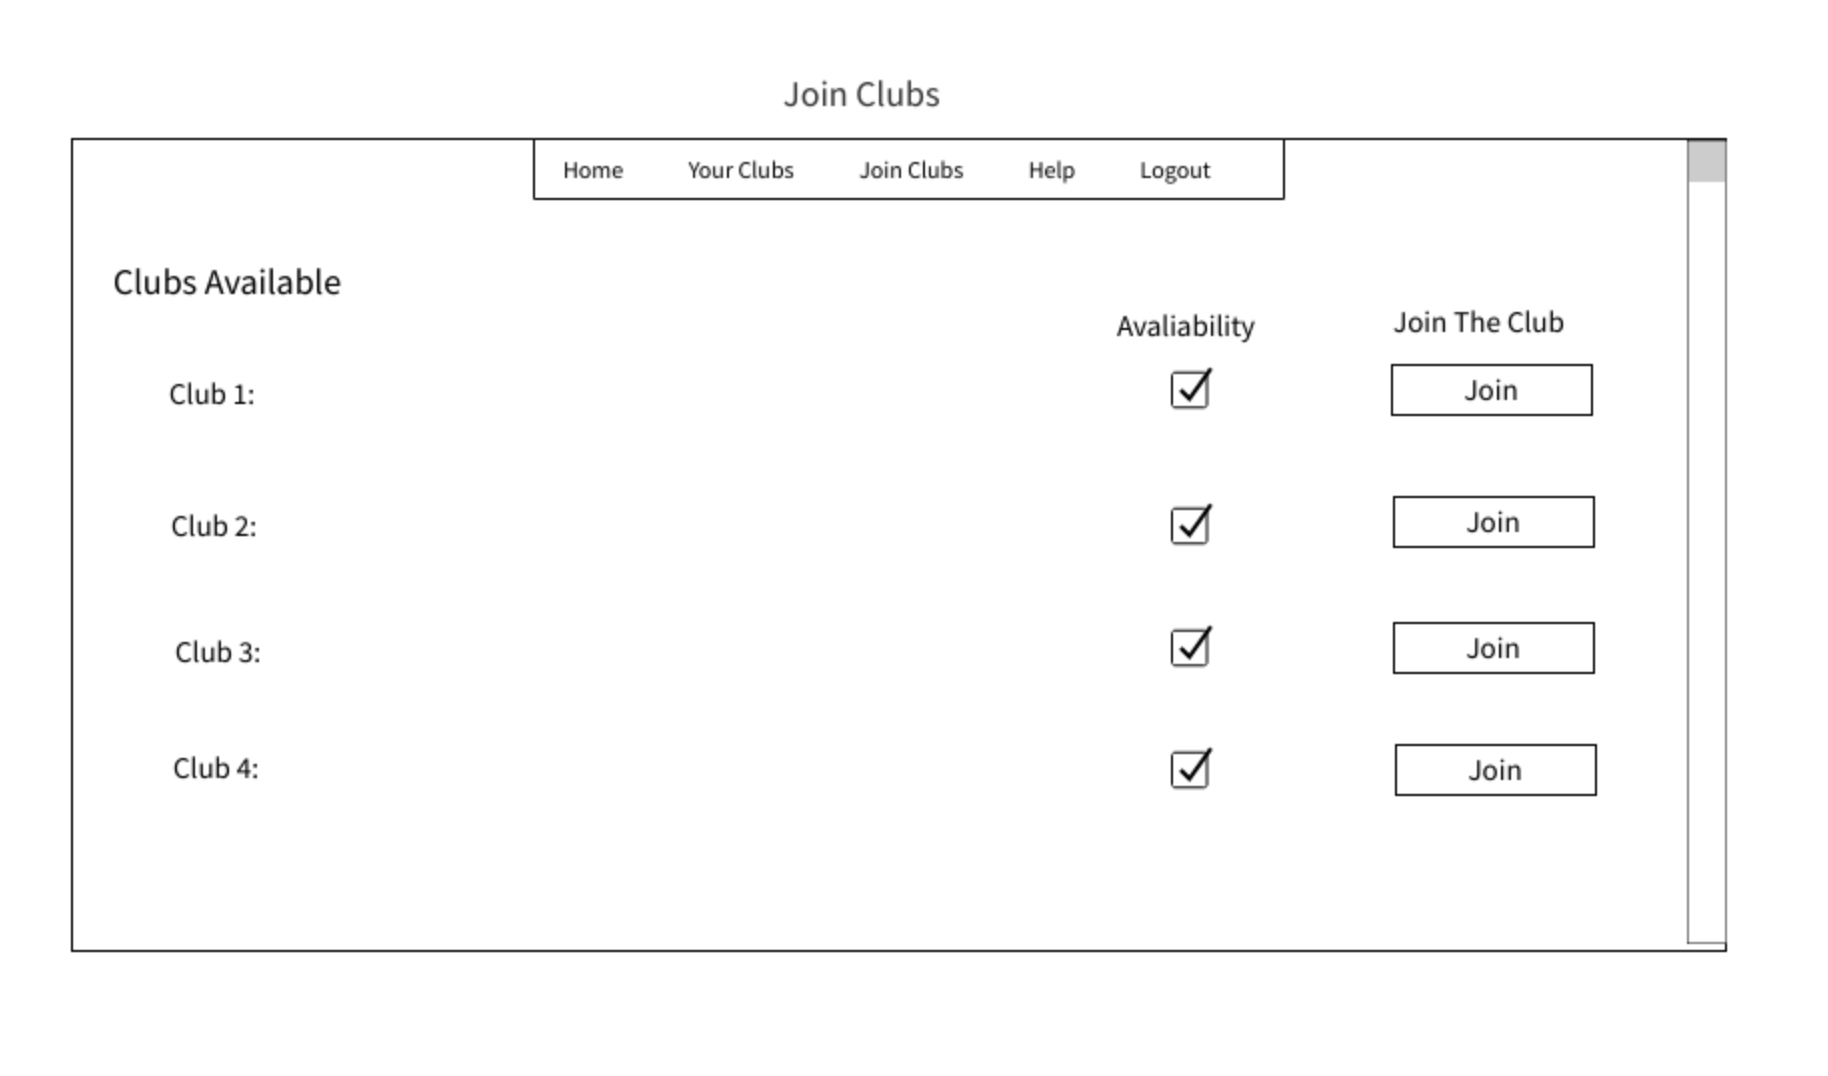 Join Clubs
Home Your Clubs Join Clubs Help Logout
Clubs Available
Avaliability Join The Club
Club 1: Join
Club 2: Join
Club 3: Join
Club 4: Join